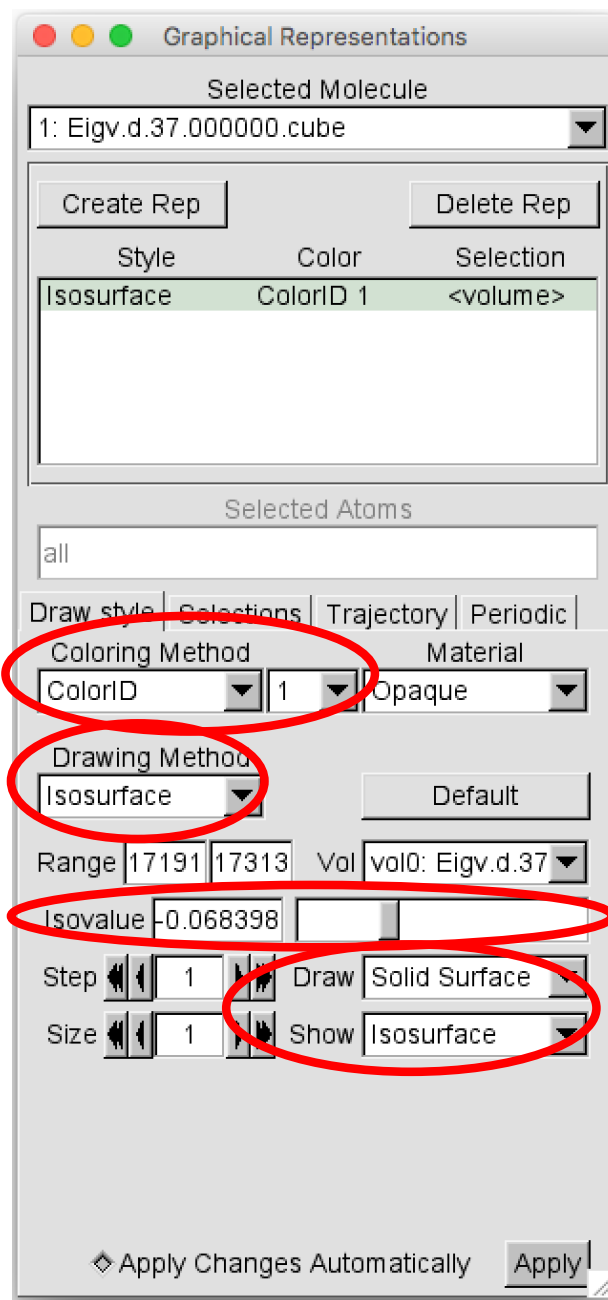 Graphical Representations
Selected Molecule
1: Eigv.d.37.000000.cube
Create Rep Delete Rep
Style Color Selection
Isosurface ColorID 1 <volume>
Selected Atoms
all
Draw style Selections Trajectory Periodic
Coloring Method Material
ColorID 1 Opaque
Drawing Method
Isosurface Default
Range 17191 17313 Vol vol0: Eigv.d.37
Isovalue -0.068398
Step 1 Draw Solid Surface
Size 1 Show Isosurface
Apply Changes Automatically Apply